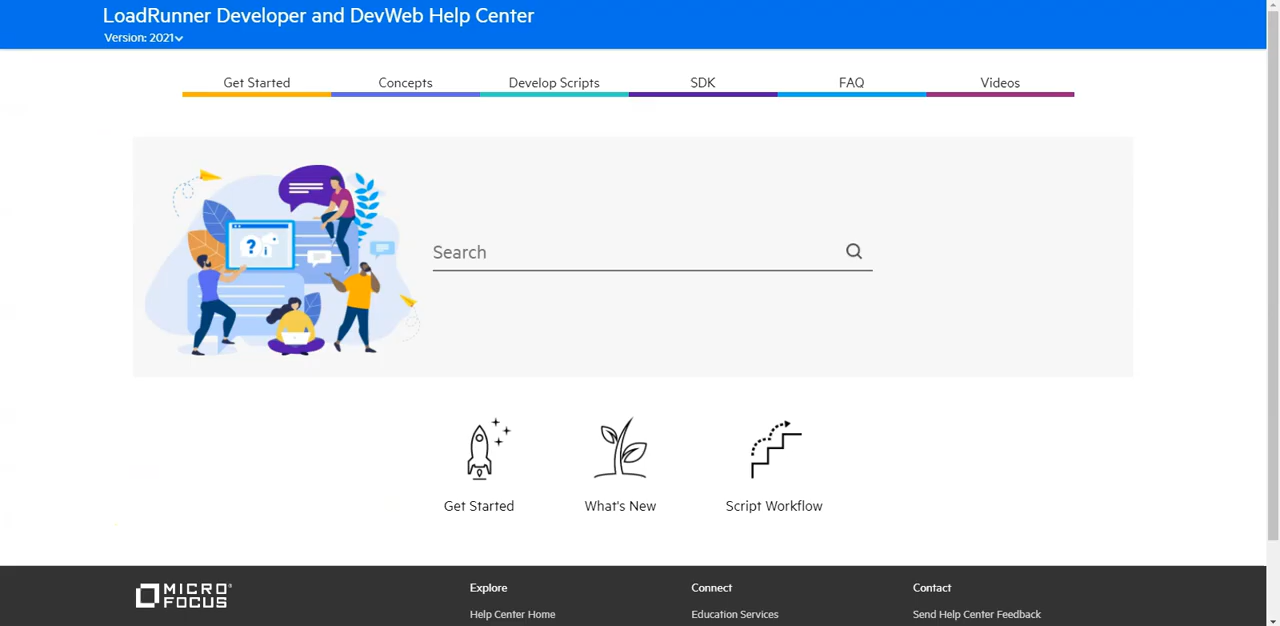 LoadRunner Developer and DevWeb Help Center
Version: 2021
Get Started Concepts Develop Scripts SDK FAQ Videos
Search
Get Started What's New Script Workflow
MICRO
FOCUS
Explore Connect Contact
Help Center Home Education Services Send Help Center Feedback